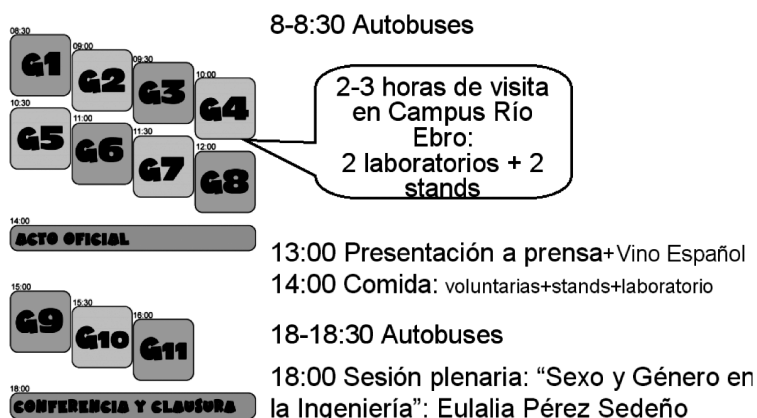 8-8:30 Autobuses
08:30
G1
09:00
G2
09:30
G3
10:00
G4
2-3 horas de visita
en Campus Río
Ebro:
2 laboratorios + 2
stands
10:30
G5
11:00
G6
11:30
G7
12:00
G8
14:00
ACTO OFICIAL
13:00 Presentación a prensa+Vino Español
14:00 Comida: voluntarias+stands+laboratorio
15:00
G9
15:30
G10
16:00
G11
18-18:30 Autobuses
18:00
CONFERENCIA Y CLAUSURA
18:00 Sesión plenaria: “Sexo y Género en
la Ingeniería”: Eulalia Pérez Sedeño